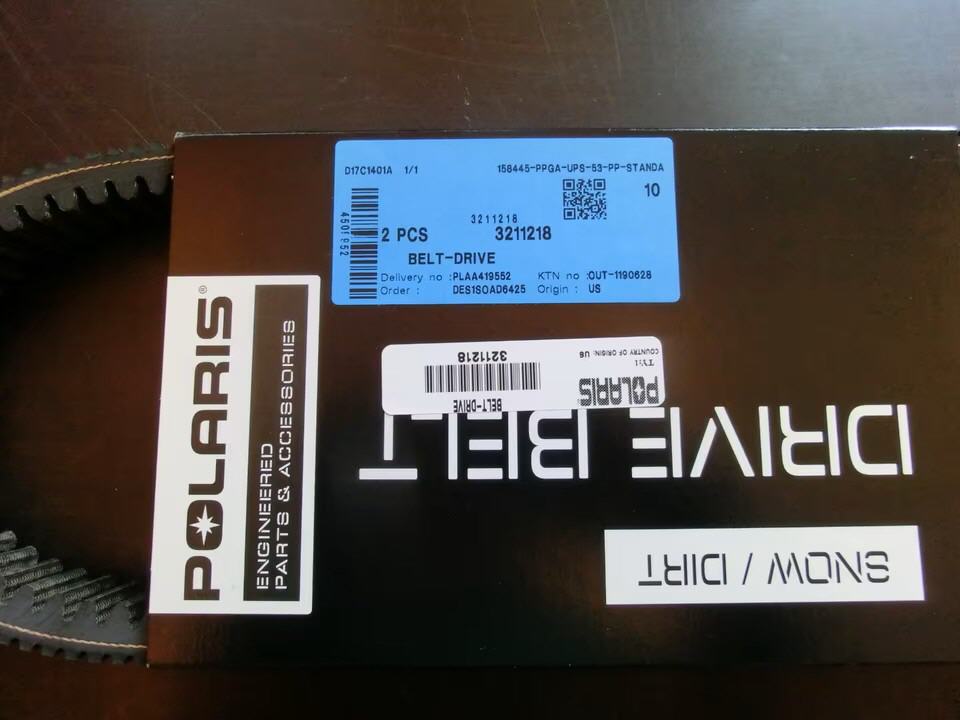 D17C1401A 1/1
158445-PPGA-UPS-53-PP-STANDA
10
3211218
2 PCS 3211218
BELT-DRIVE
Delivery no :PLAA419552 KTN no :OUT-1190628
Order : DES1SOAD6425 Origin : US
POLARIS®
ENGINEERED
PARTS & ACCESSORIES
POLARIS
COUNTRY OF ORIGIN: US
BELT-DRIVE
3211218
DRIVE BELT
SNOW / DIRT